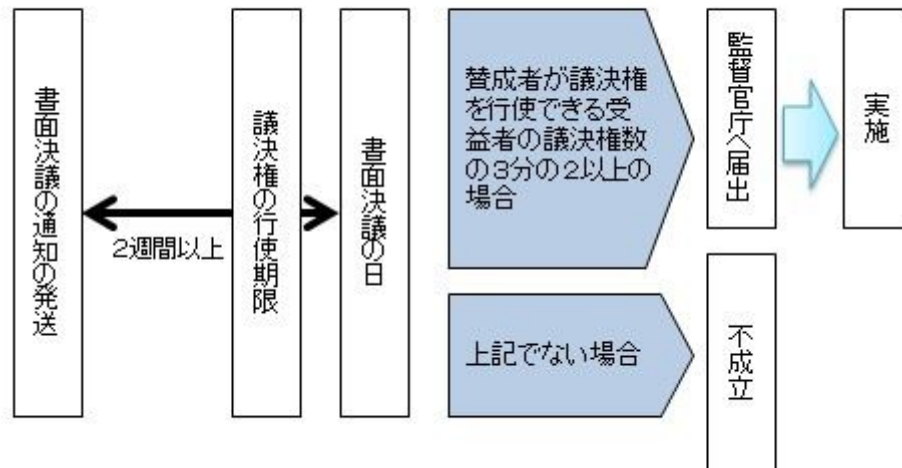 書面決議の通知の発送
2週間以上
議決権の行使期限
書面決議の日
賛成者が議決権
を行使できる受
益者の議決権数
の3分の2以上の
場合
監督官庁へ届出
実施
上記でない場合
不成立